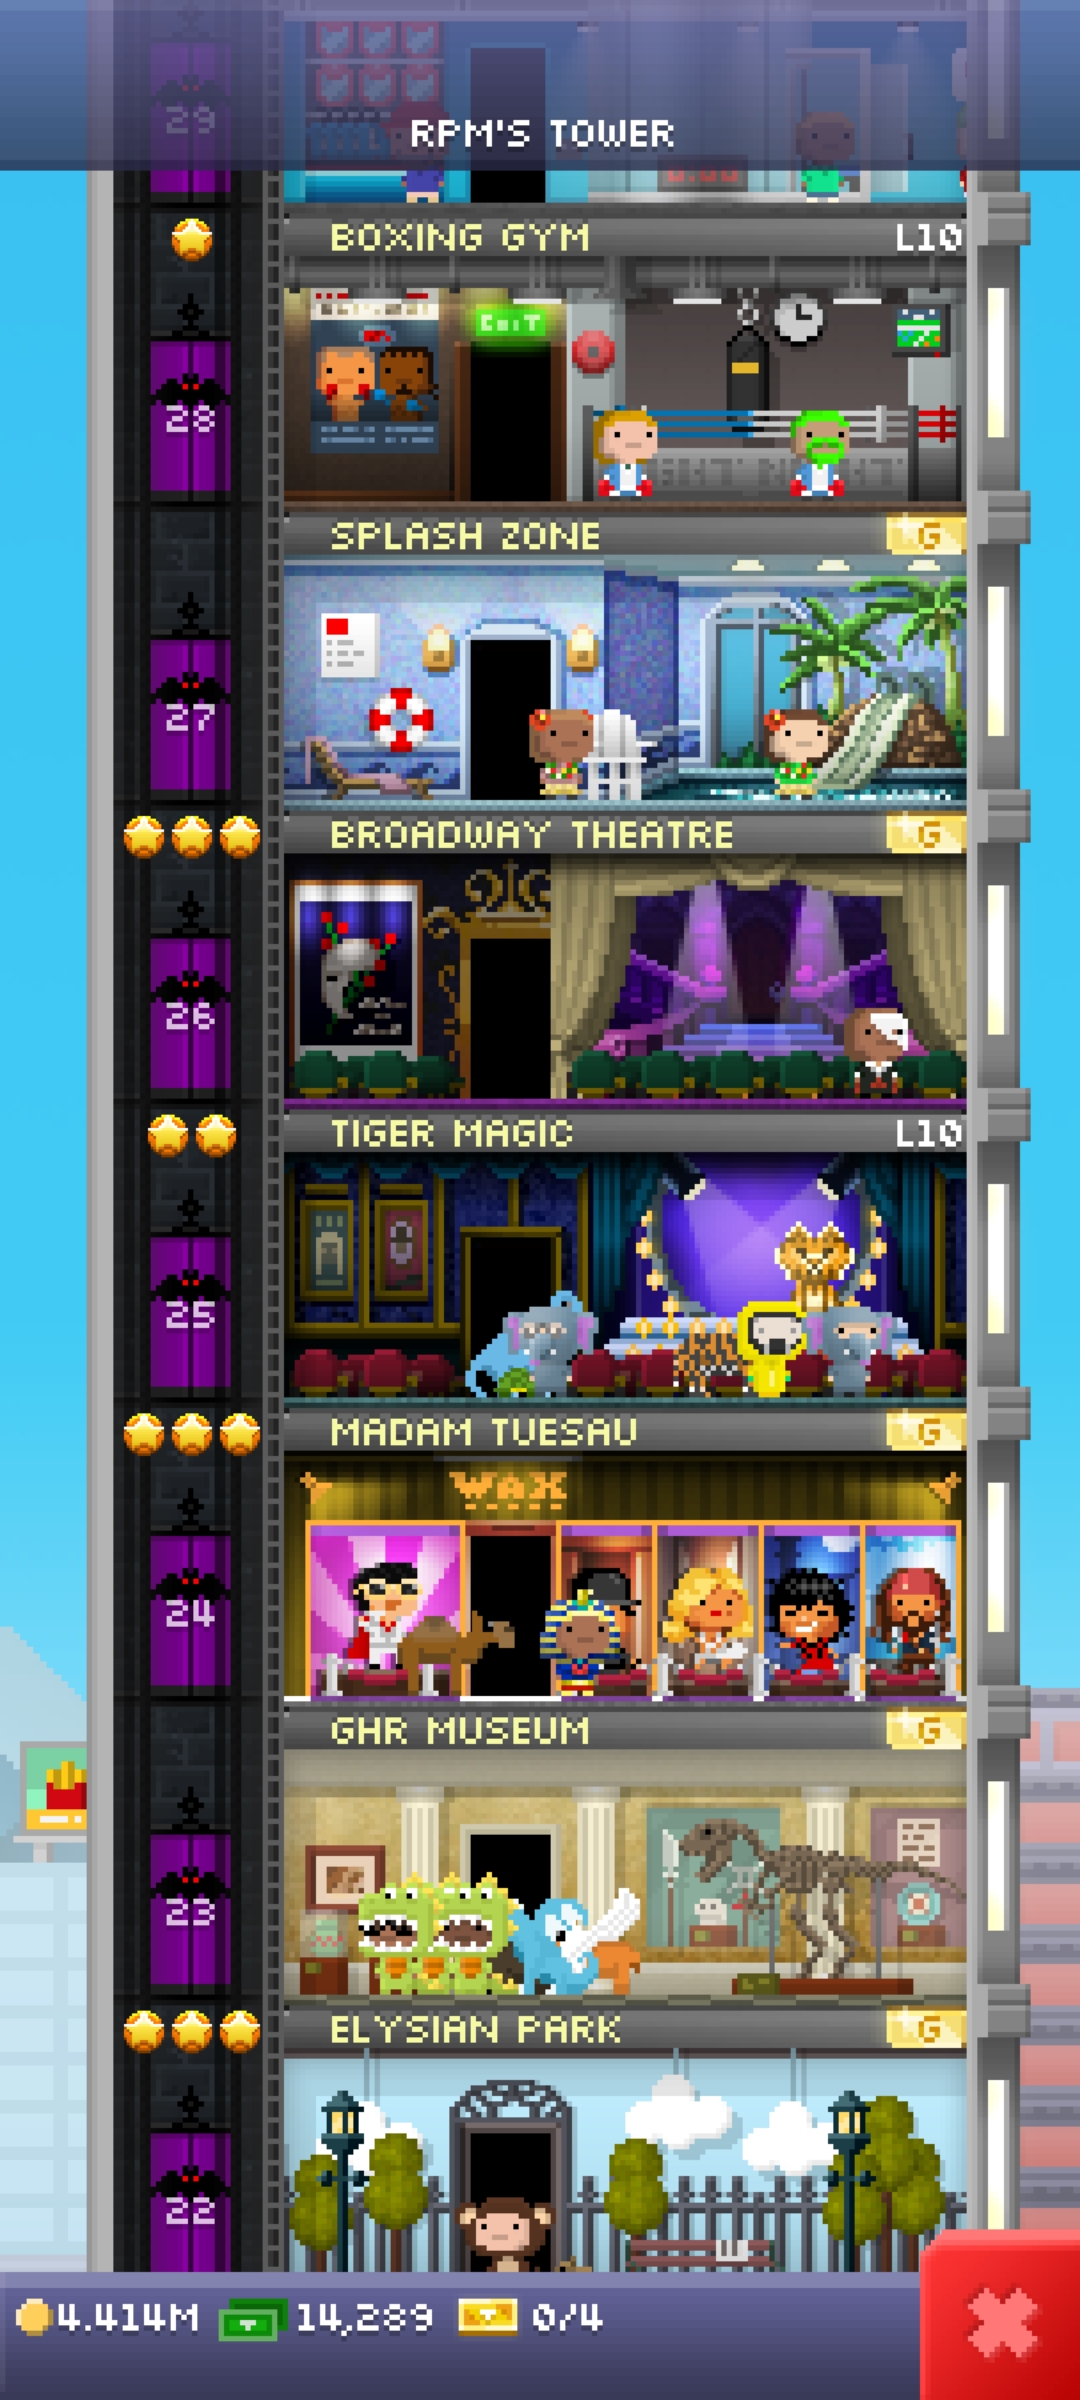 29
RPM'S TOWER
BOXING GYM L10
EXIT
28
SPLASH ZONE G
27
BROADWAY THEATRE G
26
TIGER MAGIC L10
25
MADAM TUESAU G
WAX
24
GHR MUSEUM G
23
ELYSIAN PARK G
22
4.414M 14,289 0/4